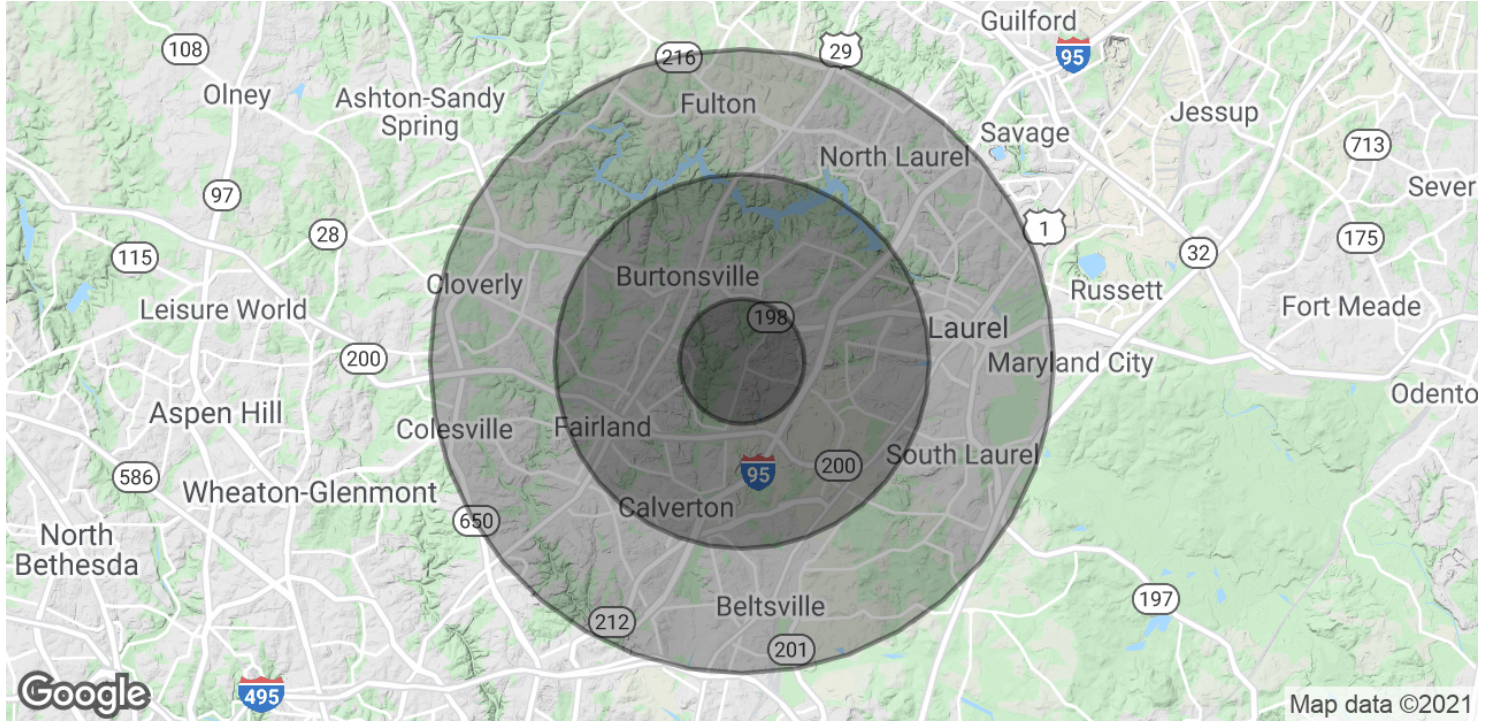 Guilford
108
216
29
95
Olney
Ashton-Sandy
Spring
Fulton
Jessup
Savage
713
North Laurel
Sever
97
28
1
32
175
115
Burtonsville
Cloverly
Russett
Leisure World
198
Fort Meade
Laurel
200
Maryland City
Odento
Aspen Hill
Colesville
Fairland
South Laurel
586
95
200
Wheaton-Glenmont
Calverton
650
North
Bethesda
197
Beltsville
212
201
Google
495
Map data ©2021